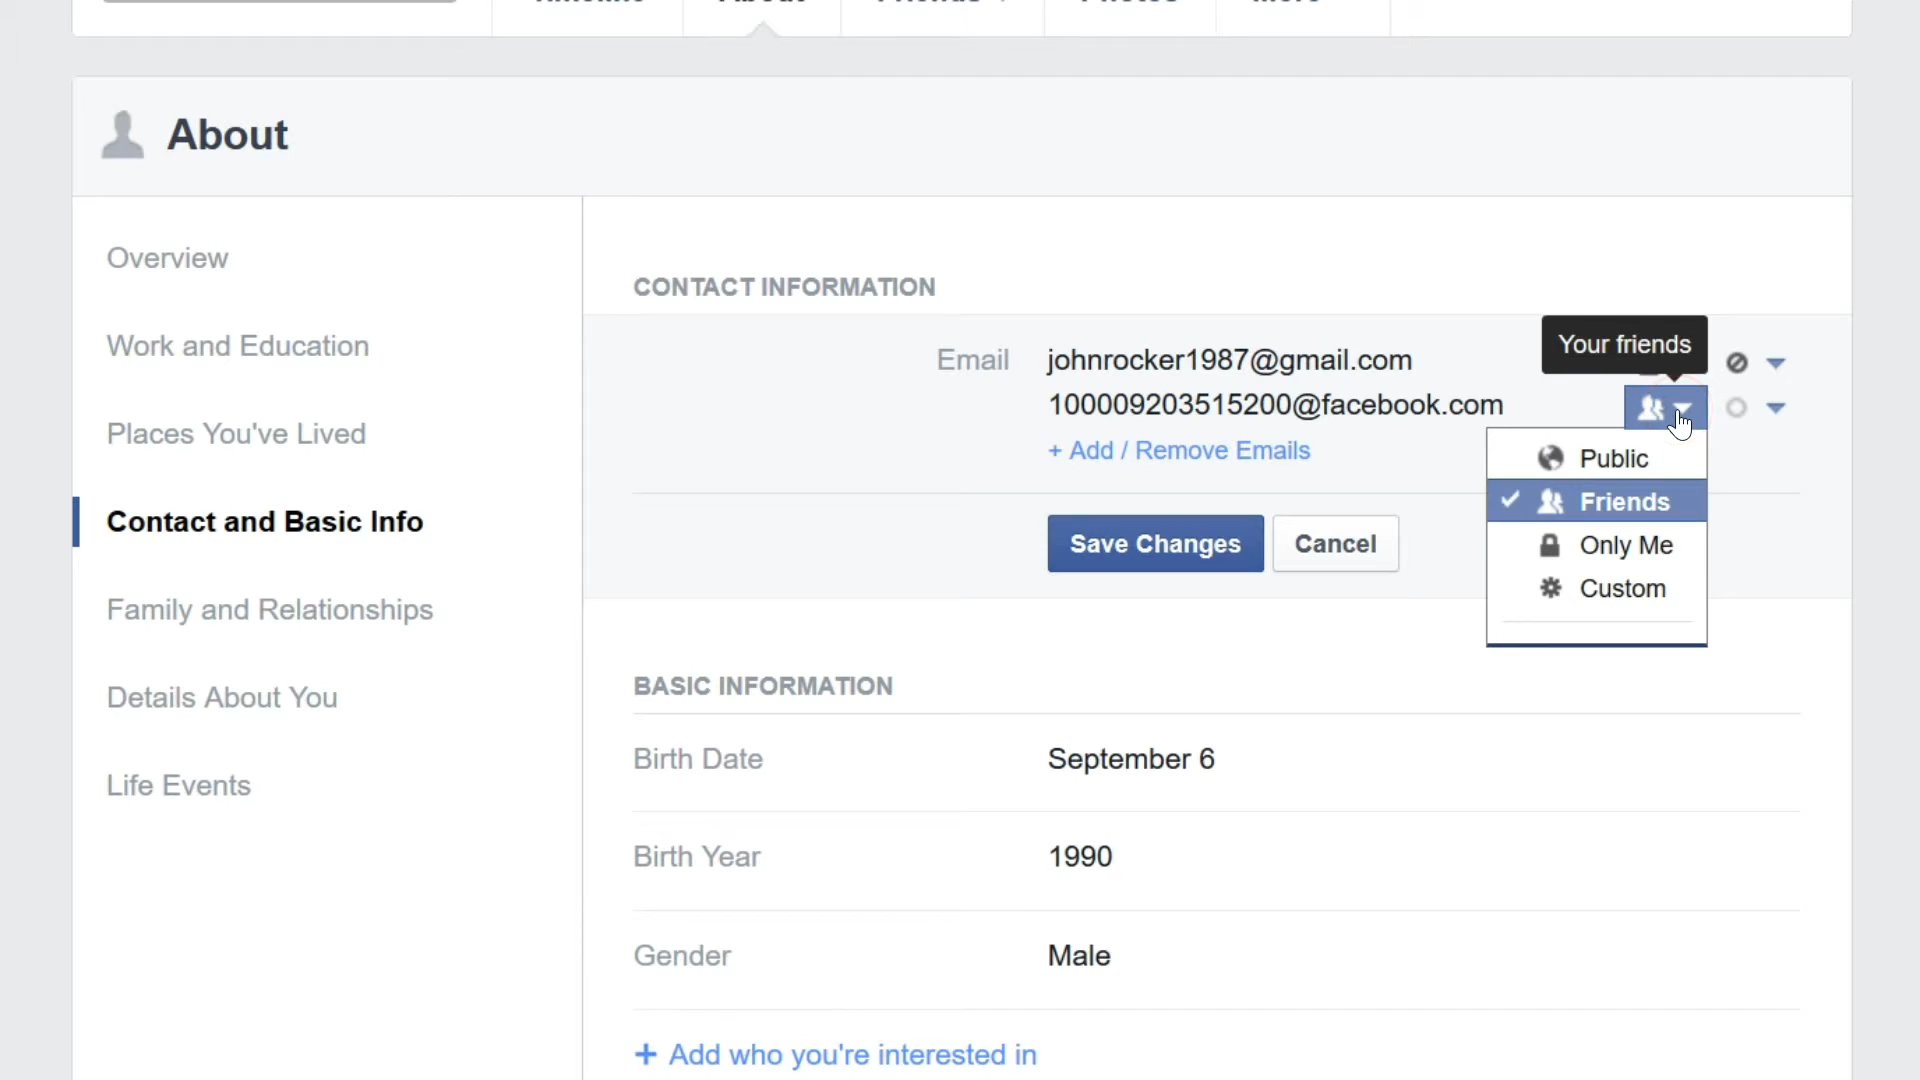 About
Overview
Work and Education
Places You've Lived
Contact and Basic Info
Family and Relationships
Details About You
Life Events
CONTACT INFORMATION
Email
johnrocker1987@gmail.com
100009203515200@facebook.com
+ Add / Remove Emails
Save Changes
Cancel
Your friends
Public
Friends
Only Me
Custom
BASIC INFORMATION
Birth Date
September 6
Birth Year
1990
Gender
Male
+ Add who you're interested in